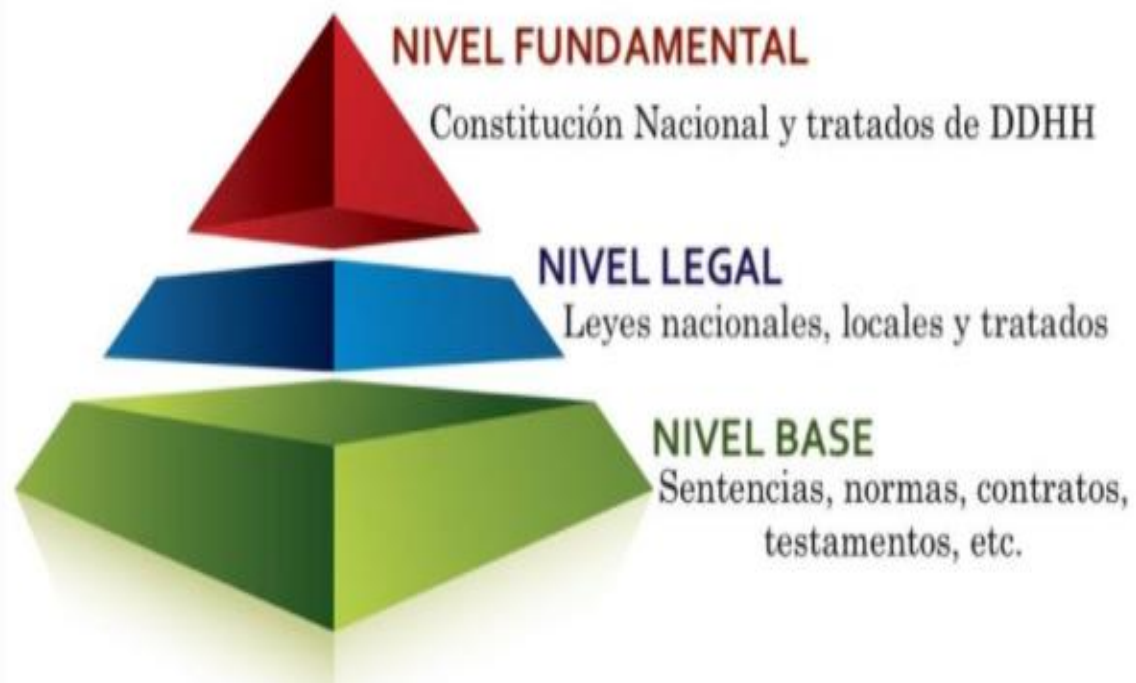 NIVEL FUNDAMENTAL
Constitución Nacional y tratados de DDHH
NIVEL LEGAL
Leyes nacionales, locales y tratados
NIVEL BASE
Sentencias, normas, contratos,
testamentos, etc.